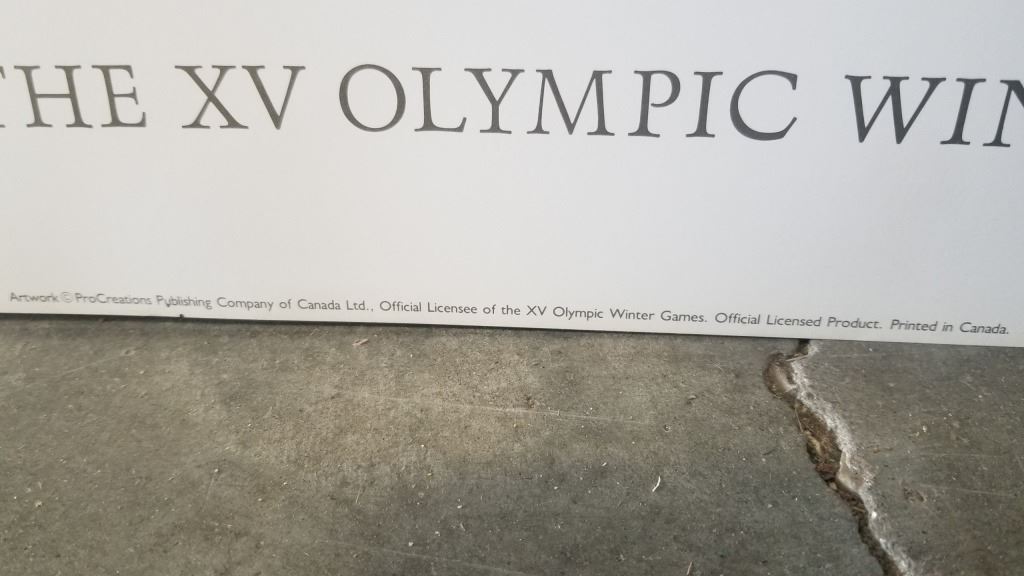 THE XV OLYMPIC WIN
Artwork © ProCreations Publishing Company of Canada Ltd., Official Licensee of the XV Olympic Winter Games. Official Licensed Product. Printed in Canada.